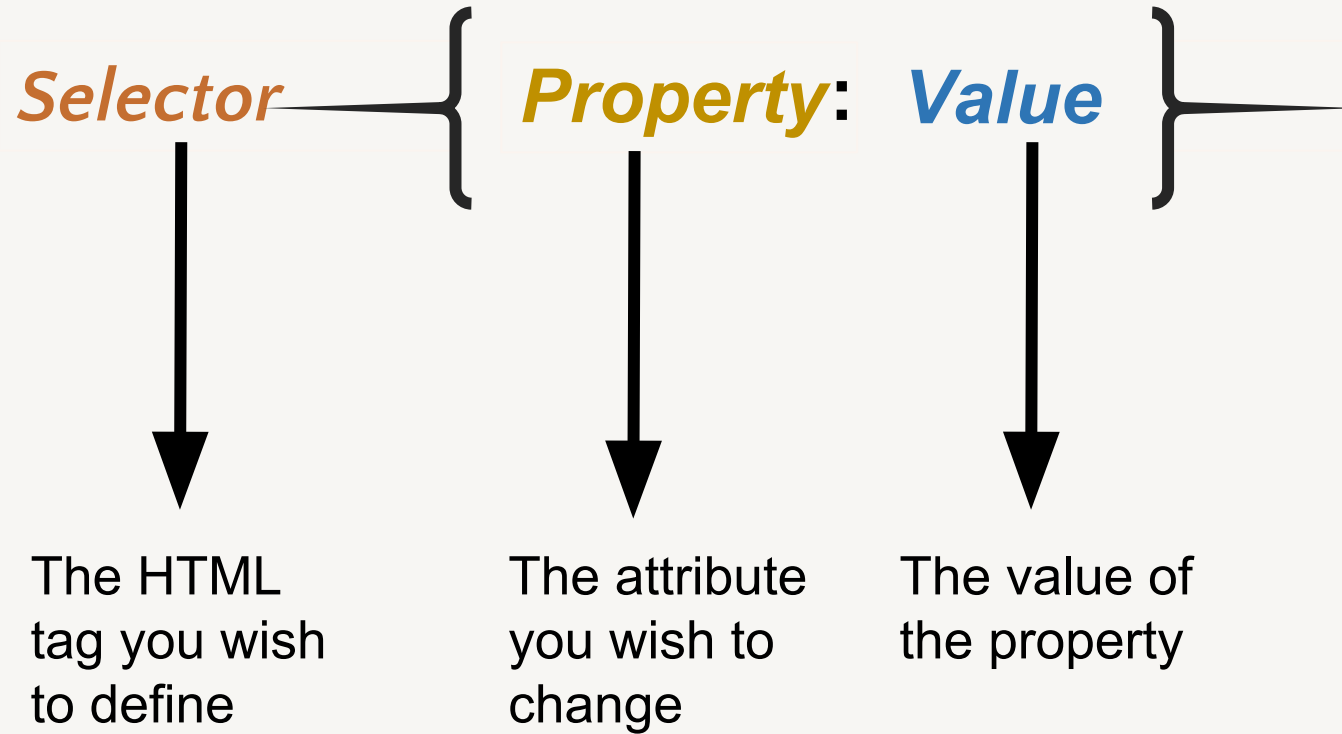 Selector { Property: Value }
The HTML
tag you wish
to define
The attribute
you wish to
change
The value of
the property